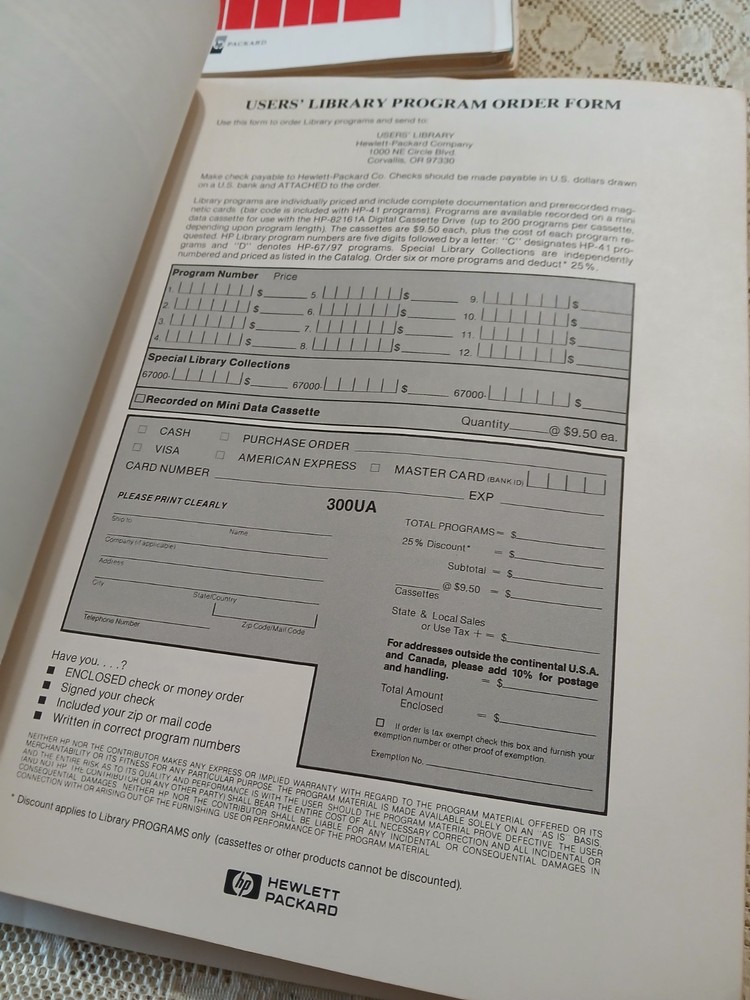 PACKARD
USERS' LIBRARY PROGRAM ORDER FORM
Use this form to order Library programs and send to:
USERS' LIBRARY
Hewlett-Packard Company
1000 NE Circle Blvd.
Corvallis, OR 97330
Make check payable to Hewlett-Packard Co. Checks should be made payable in U.S. dollars drawn
on a U.S. bank and ATTACHED to the order.
Library programs are individually priced and include complete documentation and prerecorded mag-
netic cards (bar code is included with HP-41 programs). Programs are available recorded on a mini
data cassette for use with the HP-82161A Digital Cassette Drive (up to 200 programs per cassette,
depending upon program length). The cassettes are $9.50 each, plus the cost of each program re-
quested. HP Library program numbers are five digits followed by a letter: "C" designates HP-41 pro-
grams and "D" denotes HP-67/97 programs. Special Library Collections are independently
numbered and priced as listed in the Catalog. Order six or more programs and deduct* 25%.
Program Number Price
1. $ 5. $ 9. $
2. $ 6. $ 10. $
3. $ 7. $ 11. $
4. $ 8. $ 12. $
Special Library Collections
67000- $ 67000- $ 67000- $
Recorded on Mini Data Cassette Quantity @ $9.50 ea.
CASH PURCHASE ORDER
VISA AMERICAN EXPRESS MASTER CARD (BANK ID)
CARD NUMBER EXP
PLEASE PRINT CLEARLY 300UA
Ship to:
Name
Company (if applicable)
Address
City State/Country
Telephone Number Zip Code/Mail Code
TOTAL PROGRAMS = $
25% Discount* = $
Subtotal = $
@ $9.50 = $
Cassettes
State & Local Sales
or Use Tax + = $
For addresses outside the continental U.S.A.
and Canada, please add 10% for postage
and handling. = $
Total Amount
Enclosed = $
If order is tax exempt check this box and furnish your
exemption number or other proof of exemption.
Exemption No.
Have you. . . .?
■ ENCLOSED check or money order
■ Signed your check
■ Included your zip or mail code
■ Written in correct program numbers
NEITHER HP NOR THE CONTRIBUTOR MAKES ANY EXPRESS OR IMPLIED WARRANTY WITH REGARD TO THE PROGRAM MATERIAL OFFERED OR ITS
MERCHANTABILITY OR ITS FITNESS FOR ANY PARTICULAR PURPOSE. THE PROGRAM MATERIAL IS MADE AVAILABLE SOLELY ON AN "AS IS" BASIS,
AND THE ENTIRE RISK AS TO ITS QUALITY AND PERFORMANCE IS WITH THE USER. SHOULD THE PROGRAM MATERIAL PROVE DEFECTIVE, THE USER
(AND NOT HP, THE CONTRIBUTOR OR ANY OTHER PARTY) SHALL BEAR THE ENTIRE COST OF ALL NECESSARY CORRECTION AND ALL INCIDENTAL OR
CONSEQUENTIAL DAMAGES. NEITHER HP NOR THE CONTRIBUTOR SHALL BE LIABLE FOR ANY INCIDENTAL OR CONSEQUENTIAL DAMAGES IN
CONNECTION WITH OR ARISING OUT OF THE FURNISHING, USE OR PERFORMANCE OF THE PROGRAM MATERIAL
* Discount applies to Library PROGRAMS only (cassettes or other products cannot be discounted).
hp HEWLETT
PACKARD